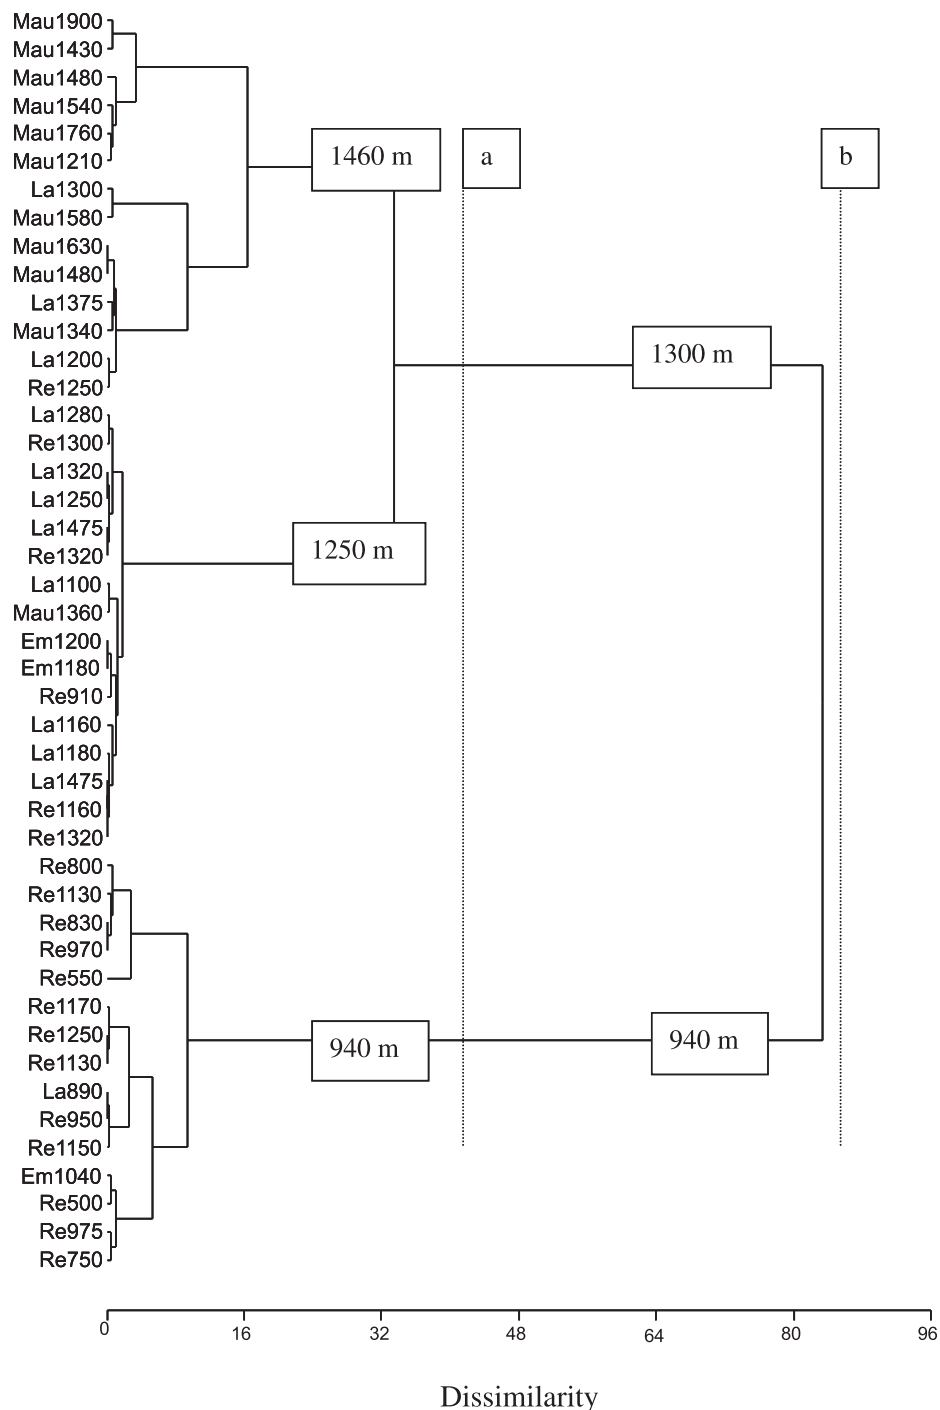 Mau1900
Mau1430
Mau1480
Mau1540
Mau1760
Mau1210
La1300
Mau1580
Mau1630
Mau1480
La1375
Mau1340
La1200
Re1250
La1280
Re1300
La1320
La1250
La1475
Re1320
La1100
Mau1360
Em1200
Em1180
Re910
La1160
La1180
La1475
Re1160
Re1320
Re800
Re1130
Re830
Re970
Re550
Re1170
Re1250
Re1130
La890
Re950
Re1150
Em1040
Re500
Re975
Re750
1460 m
a
b
1300 m
1250 m
940 m
940 m
0 16 32 48 64 80 96
Dissimilarity